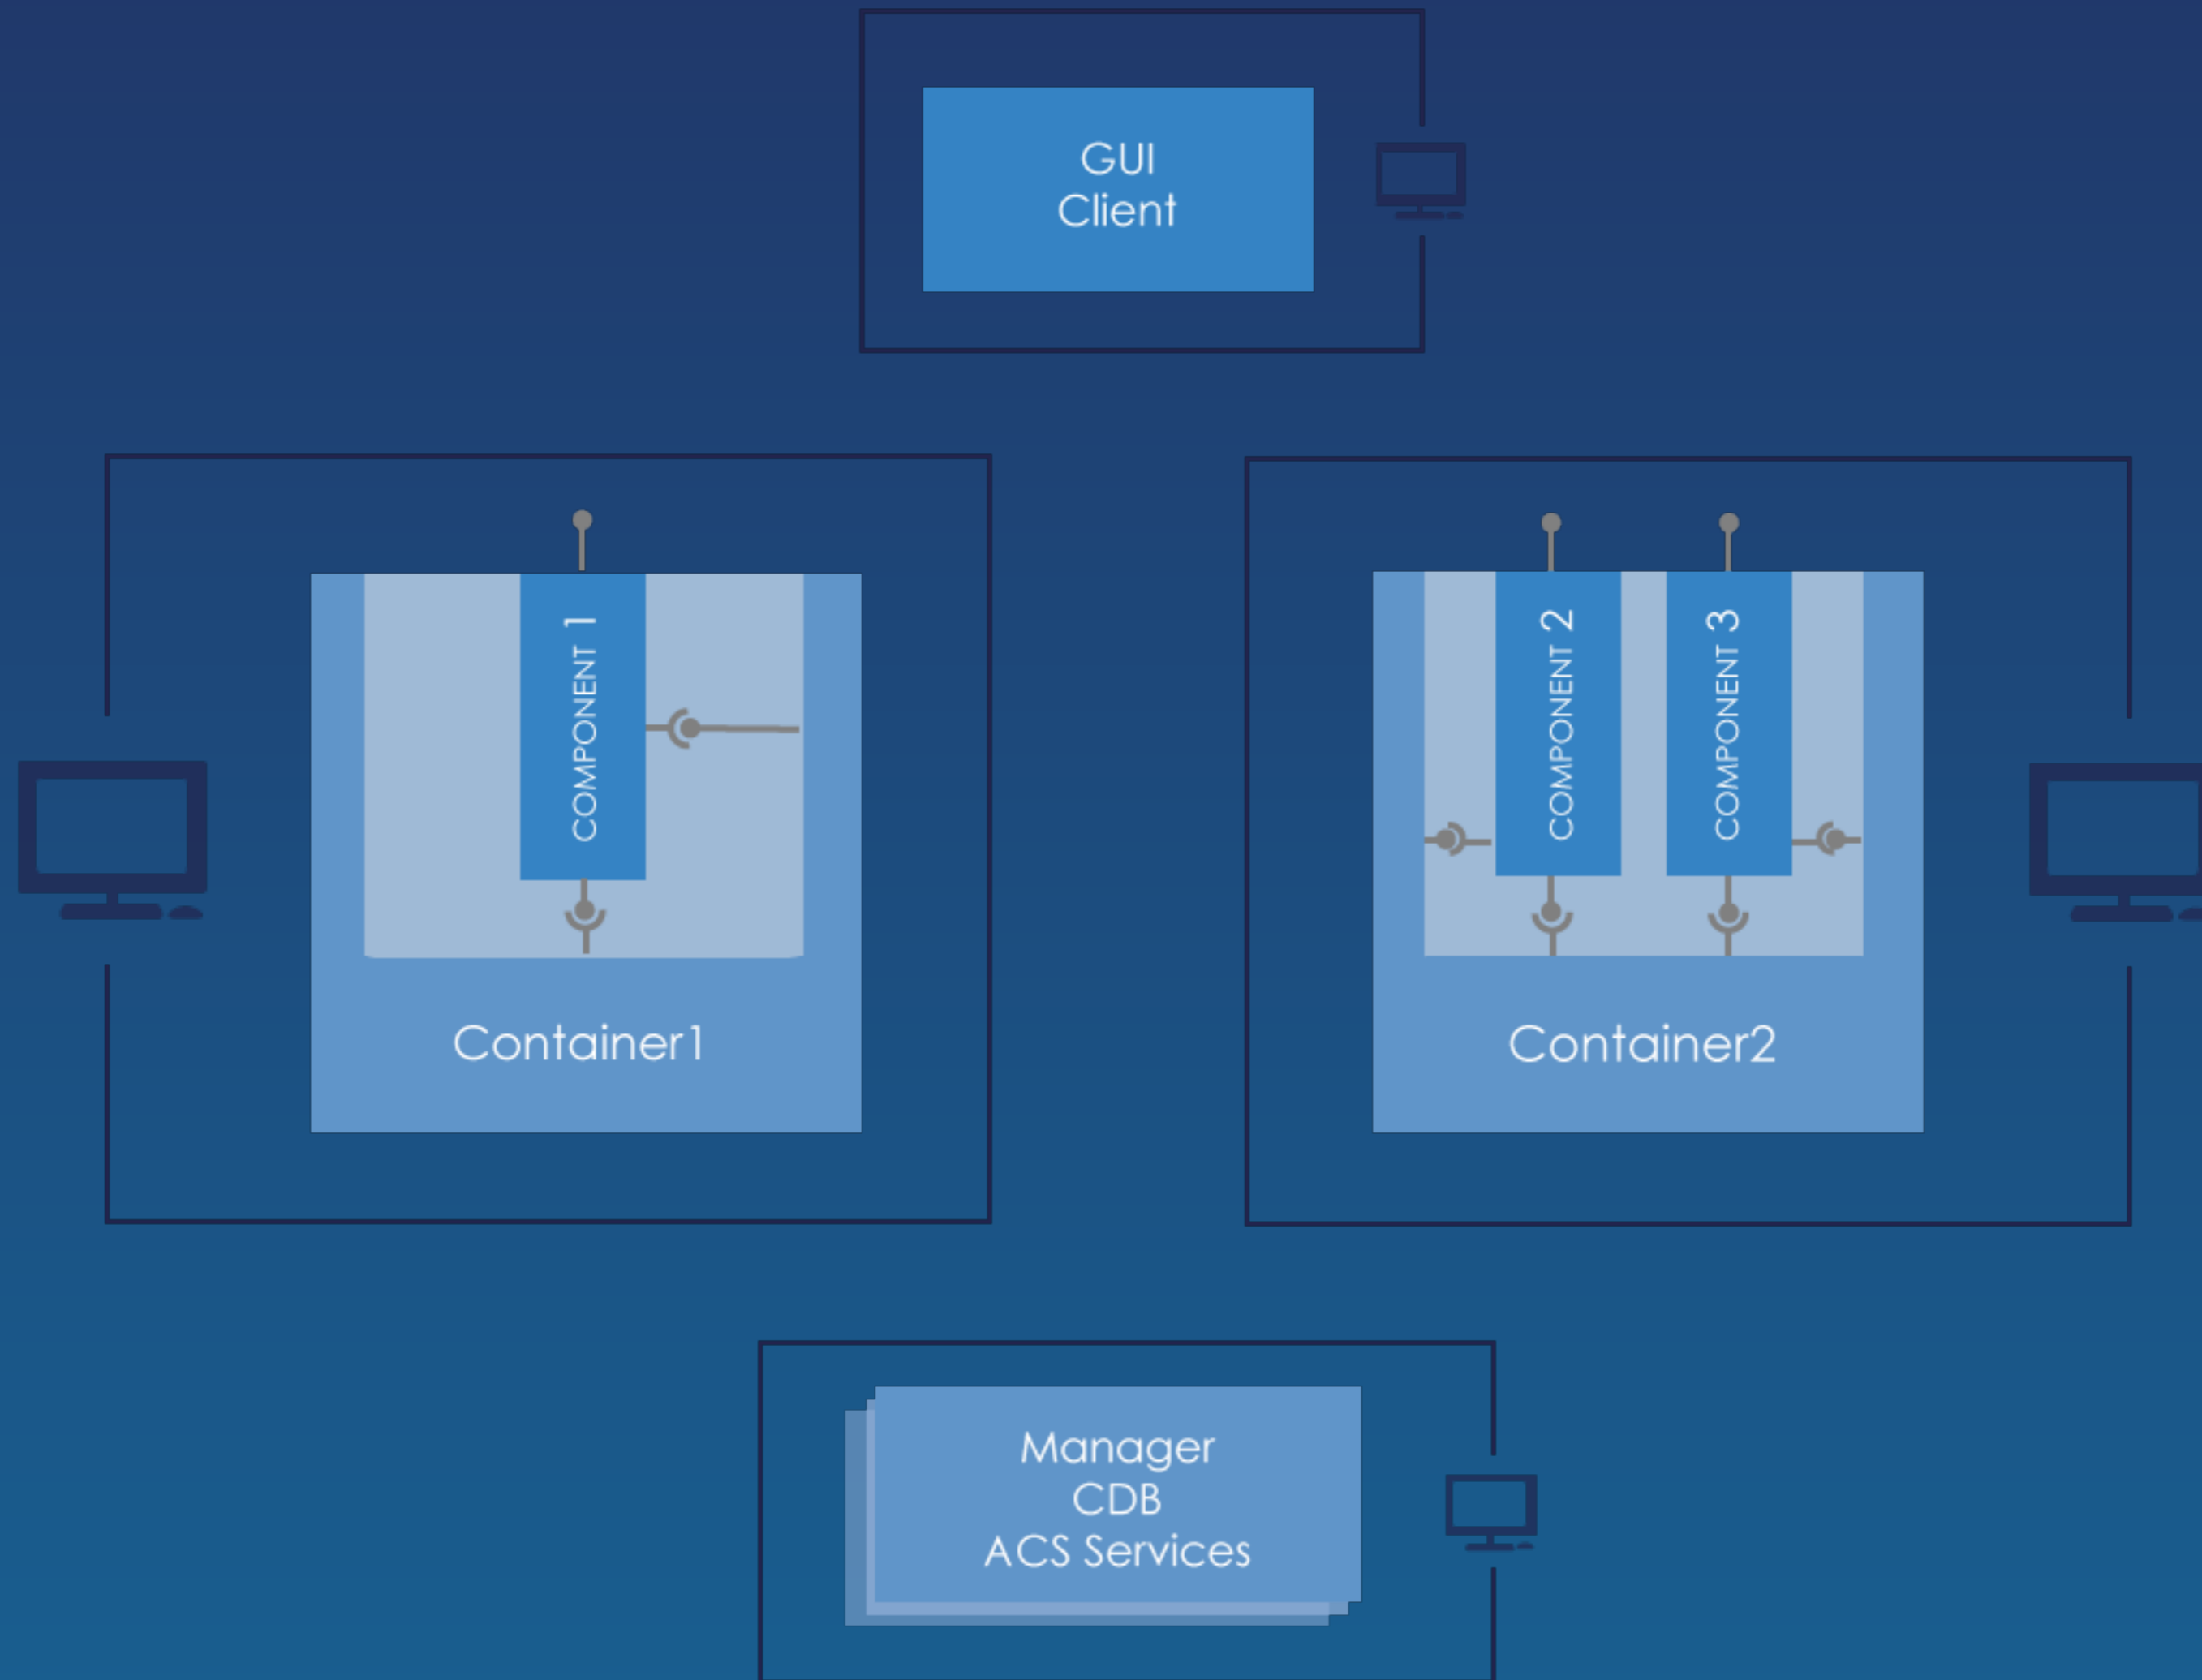 GUI
Client
COMPONENT 1
COMPONENT 2
COMPONENT 3
Container1
Container2
Manager
CDB
ACS Services